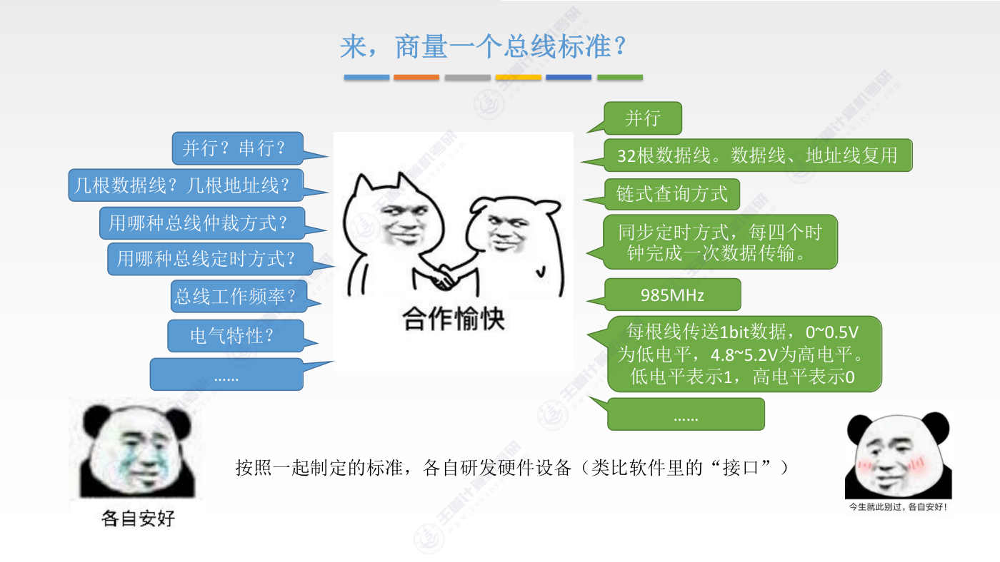 来，商量一个总线标准？
并行？串行？
几根数据线？几根地址线？
用哪种总线仲裁方式？
用哪种总线定时方式？
总线工作频率？
电气特性？
……
合作愉快
并行
32根数据线。数据线、地址线复用
链式查询方式
同步定时方式，每四个时
钟完成一次数据传输。
985MHz
每根线传送1bit数据，0~0.5V
为低电平，4.8~5.2V为高电平。
低电平表示1，高电平表示0
……
按照一起制定的标准，各自研发硬件设备（类比软件里的“接口”）
各自安好
今生就此别过，各自安好！
王道计算机考研